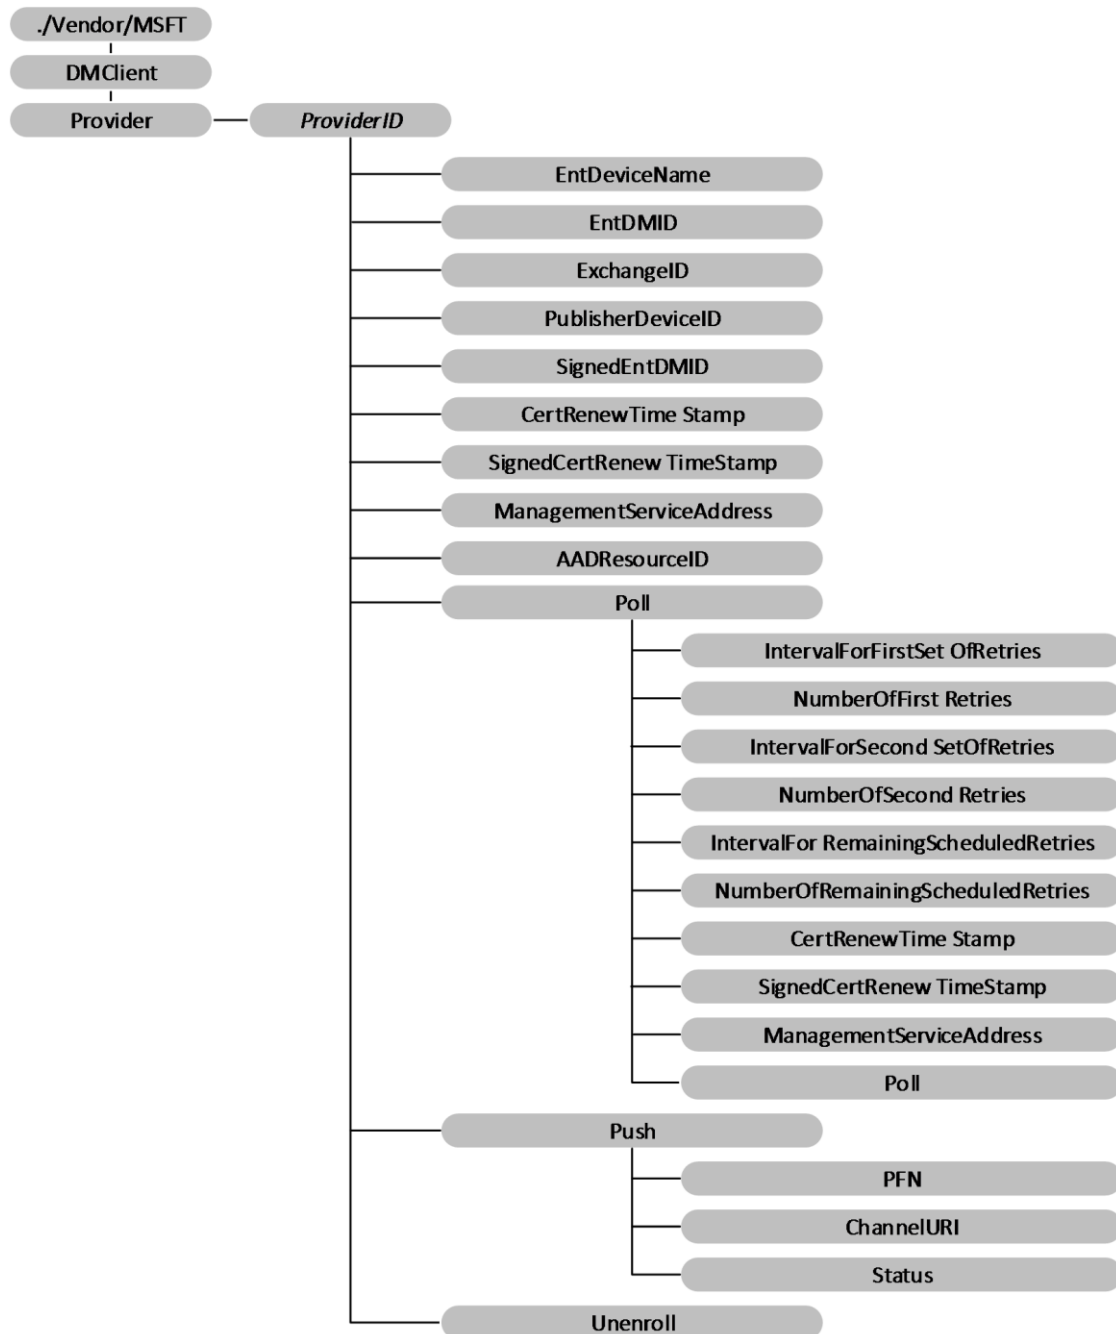 ./Vendor/MSFT
DMClient
Provider
ProviderID
EntDeviceName
EntDMID
ExchangeID
PublisherDeviceID
SignedEntDMID
CertRenewTime Stamp
SignedCertRenew TimeStamp
ManagementServiceAddress
AADResourceID
Poll
IntervalForFirstSet OfRetries
NumberOfFirst Retries
IntervalForSecond SetOfRetries
NumberOfSecond Retries
IntervalFor RemainingScheduledRetries
NumberOfRemainingScheduledRetries
CertRenewTime Stamp
SignedCertRenew TimeStamp
ManagementServiceAddress
Poll
Push
PFN
ChannelURI
Status
Unenroll